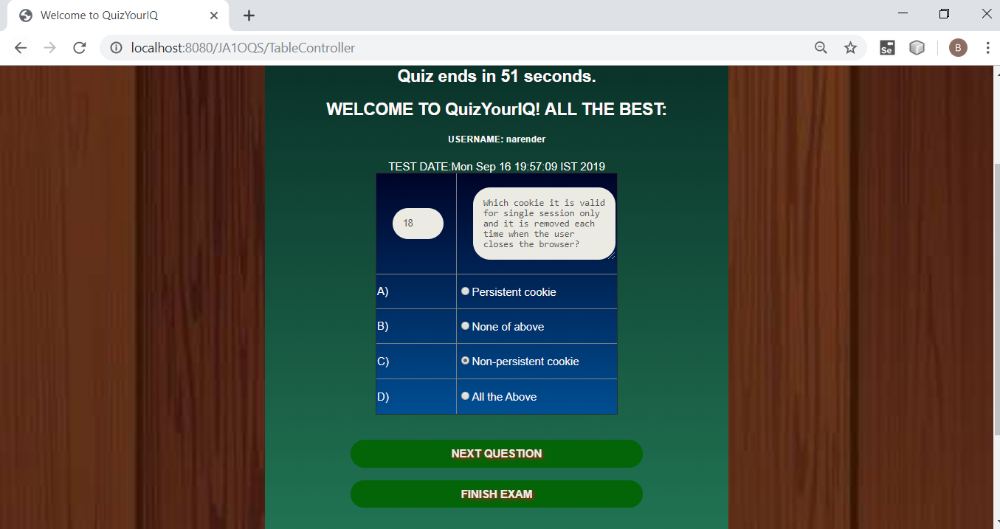 Welcome to QuizYourIQ
localhost:8080/JA1OQS/TableController
Se
B
Quiz ends in 51 seconds.
WELCOME TO QuizYourIQ! ALL THE BEST:
USERNAME: narender
TEST DATE:Mon Sep 16 19:57:09 IST 2019
18
Which cookie it is valid
for single session only
and it is removed each
time when the user
closes the browser?
A) Persistent cookie
B) None of above
C) Non-persistent cookie
D) All the Above
NEXT QUESTION
FINISH EXAM